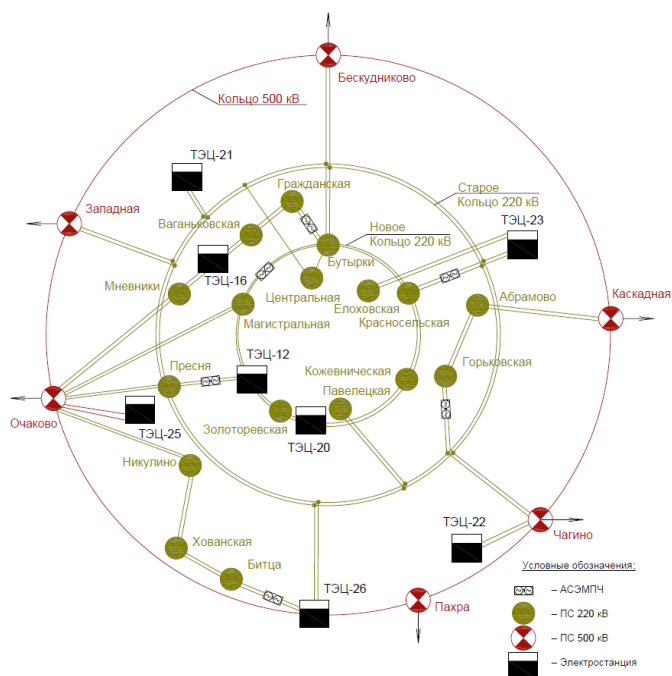 Бескудниково
Кольцо 500 кВ
ТЭЦ-21
Гражданская
Старое
Кольцо 220 кВ
Западная
Ваганьковская
Новое
Кольцо 220 кВ
ТЭЦ-23
Бутырки
ТЭЦ-16
Мневники
Центральная
Елоховская
Абрамово
Каскадная
Магистральная
Красносельская
Пресня
ТЭЦ-12
Кожевническая
Горьковская
Павелецкая
Очаково
ТЭЦ-25
Золоторевская
ТЭЦ-20
Никулино
ТЭЦ-22
Чагино
Хованская
Битца
Условные обозначения:
ТЭЦ-26
– АСЭМПЧ
Пахра
– ПС 220 кВ
– ПС 500 кВ
– Электростанция